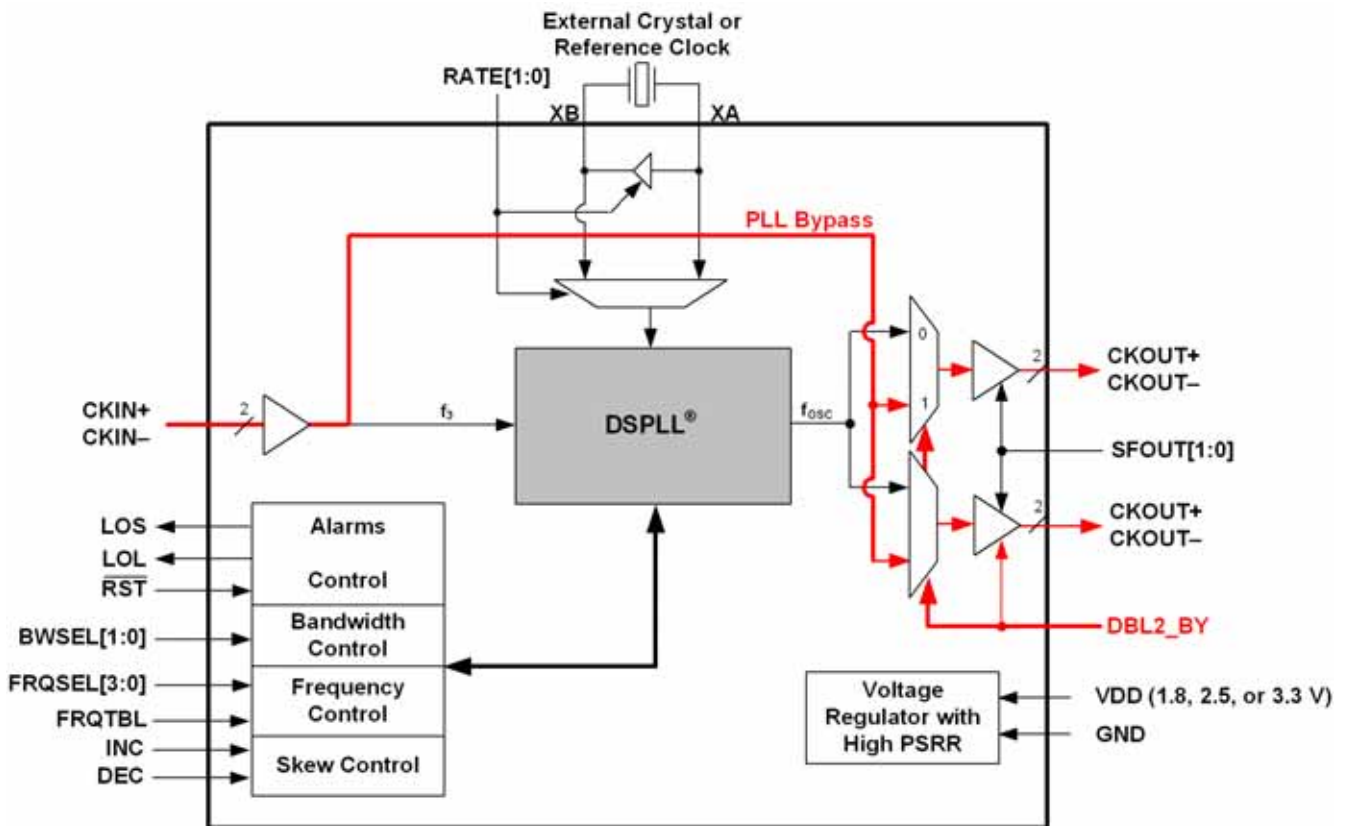 External Crystal or
Reference Clock
RATE[1:0]
XB
XA
PLL Bypass
CKIN+
CKIN–
2
f3
DSPLL®
fOSC
0
1
2
CKOUT+
CKOUT–
SFOUT[1:0]
2
CKOUT+
CKOUT–
DBL2_BY
LOS
LOL
RST
BWSEL[1:0]
FRQSEL[3:0]
FRQTBL
INC
DEC
Alarms
Control
Bandwidth
Control
Frequency
Control
Skew Control
Voltage
Regulator with
High PSRR
VDD (1.8, 2.5, or 3.3 V)
GND